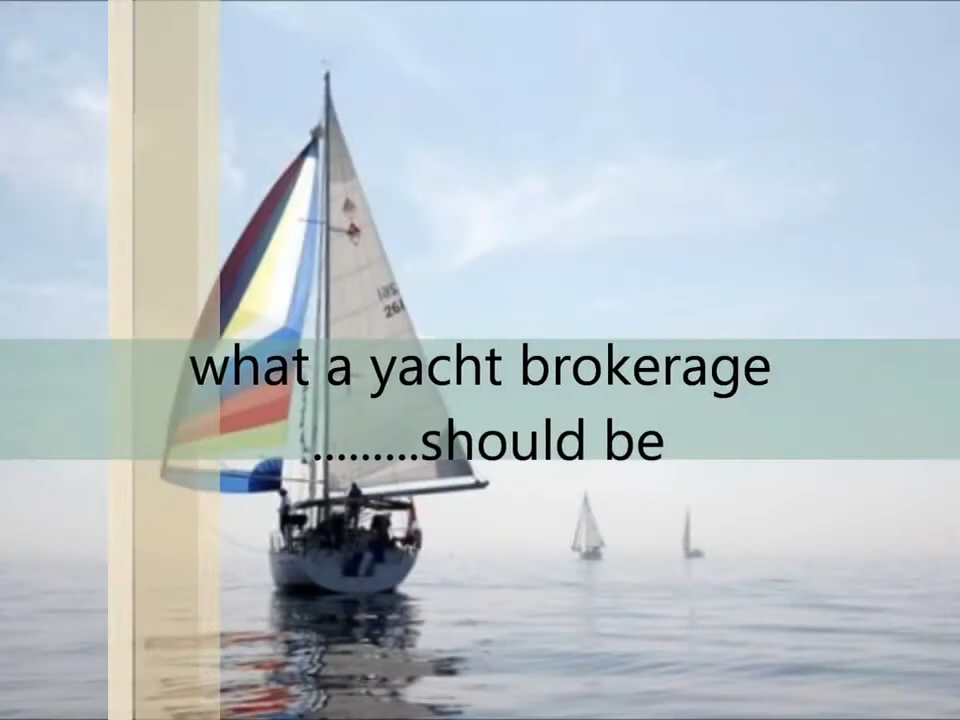 what a yacht brokerage
.........should be